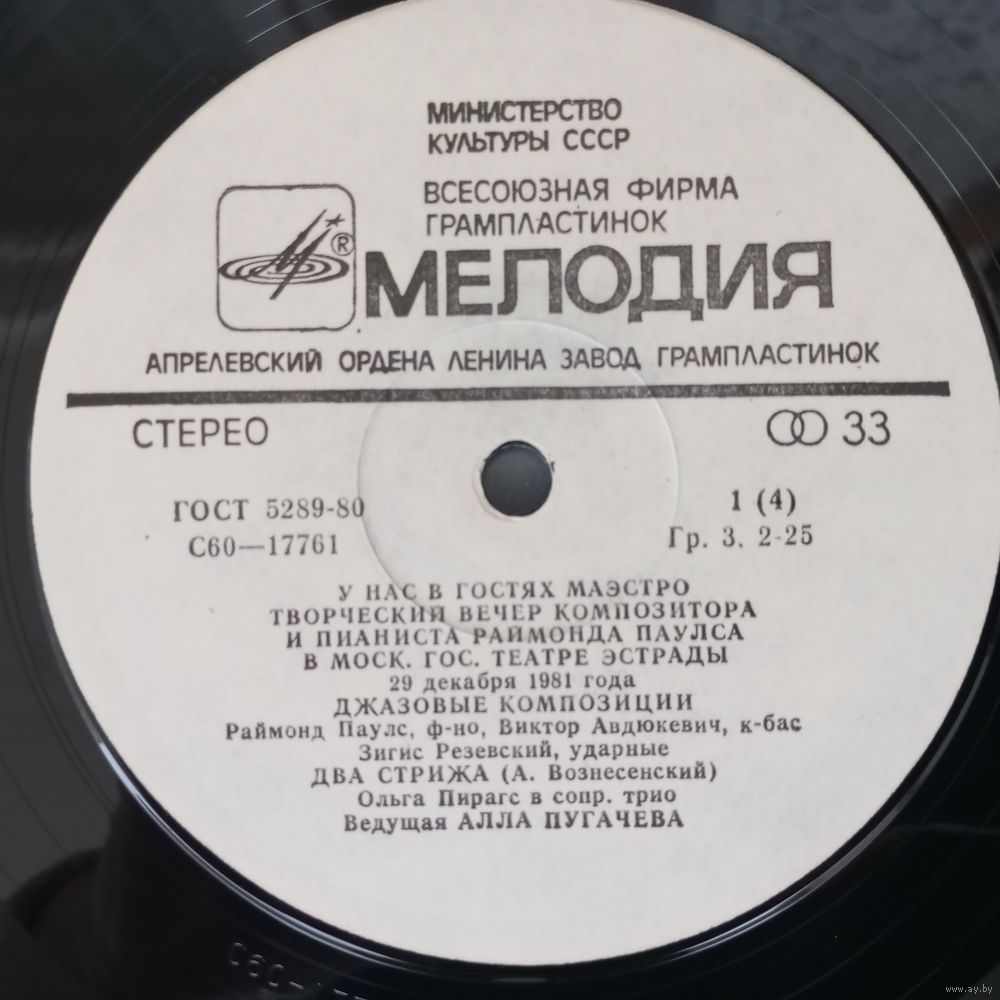 МИНИСТЕРСТВО
КУЛЬТУРЫ СССР
ВСЕСОЮЗНАЯ ФИРМА
ГРАМПЛАСТИНОК
®
МЕЛОДИЯ
АПРЕЛЕВСКИЙ ОРДЕНА ЛЕНИНА ЗАВОД ГРАМПЛАСТИНОК
СТЕРЕО 33
ГОСТ 5289-80 1 (4)
С60—17761 Гр. 3. 2-25
У НАС В ГОСТЯХ МАЭСТРО
ТВОРЧЕСКИЙ ВЕЧЕР КОМПОЗИТОРА
И ПИАНИСТА РАЙМОНДА ПАУЛСА
В МОСК. ГОС. ТЕАТРЕ ЭСТРАДЫ
29 декабря 1981 года
ДЖАЗОВЫЕ КОМПОЗИЦИИ
Раймонд Паулс, ф-но, Виктор Авдюкевич, к-бас
Зигис Резевский, ударные
ДВА СТРИЖА (А. Вознесенский)
Ольга Пирагс в сопр. трио
Ведущая АЛЛА ПУГАЧЕВА
www.ay.by